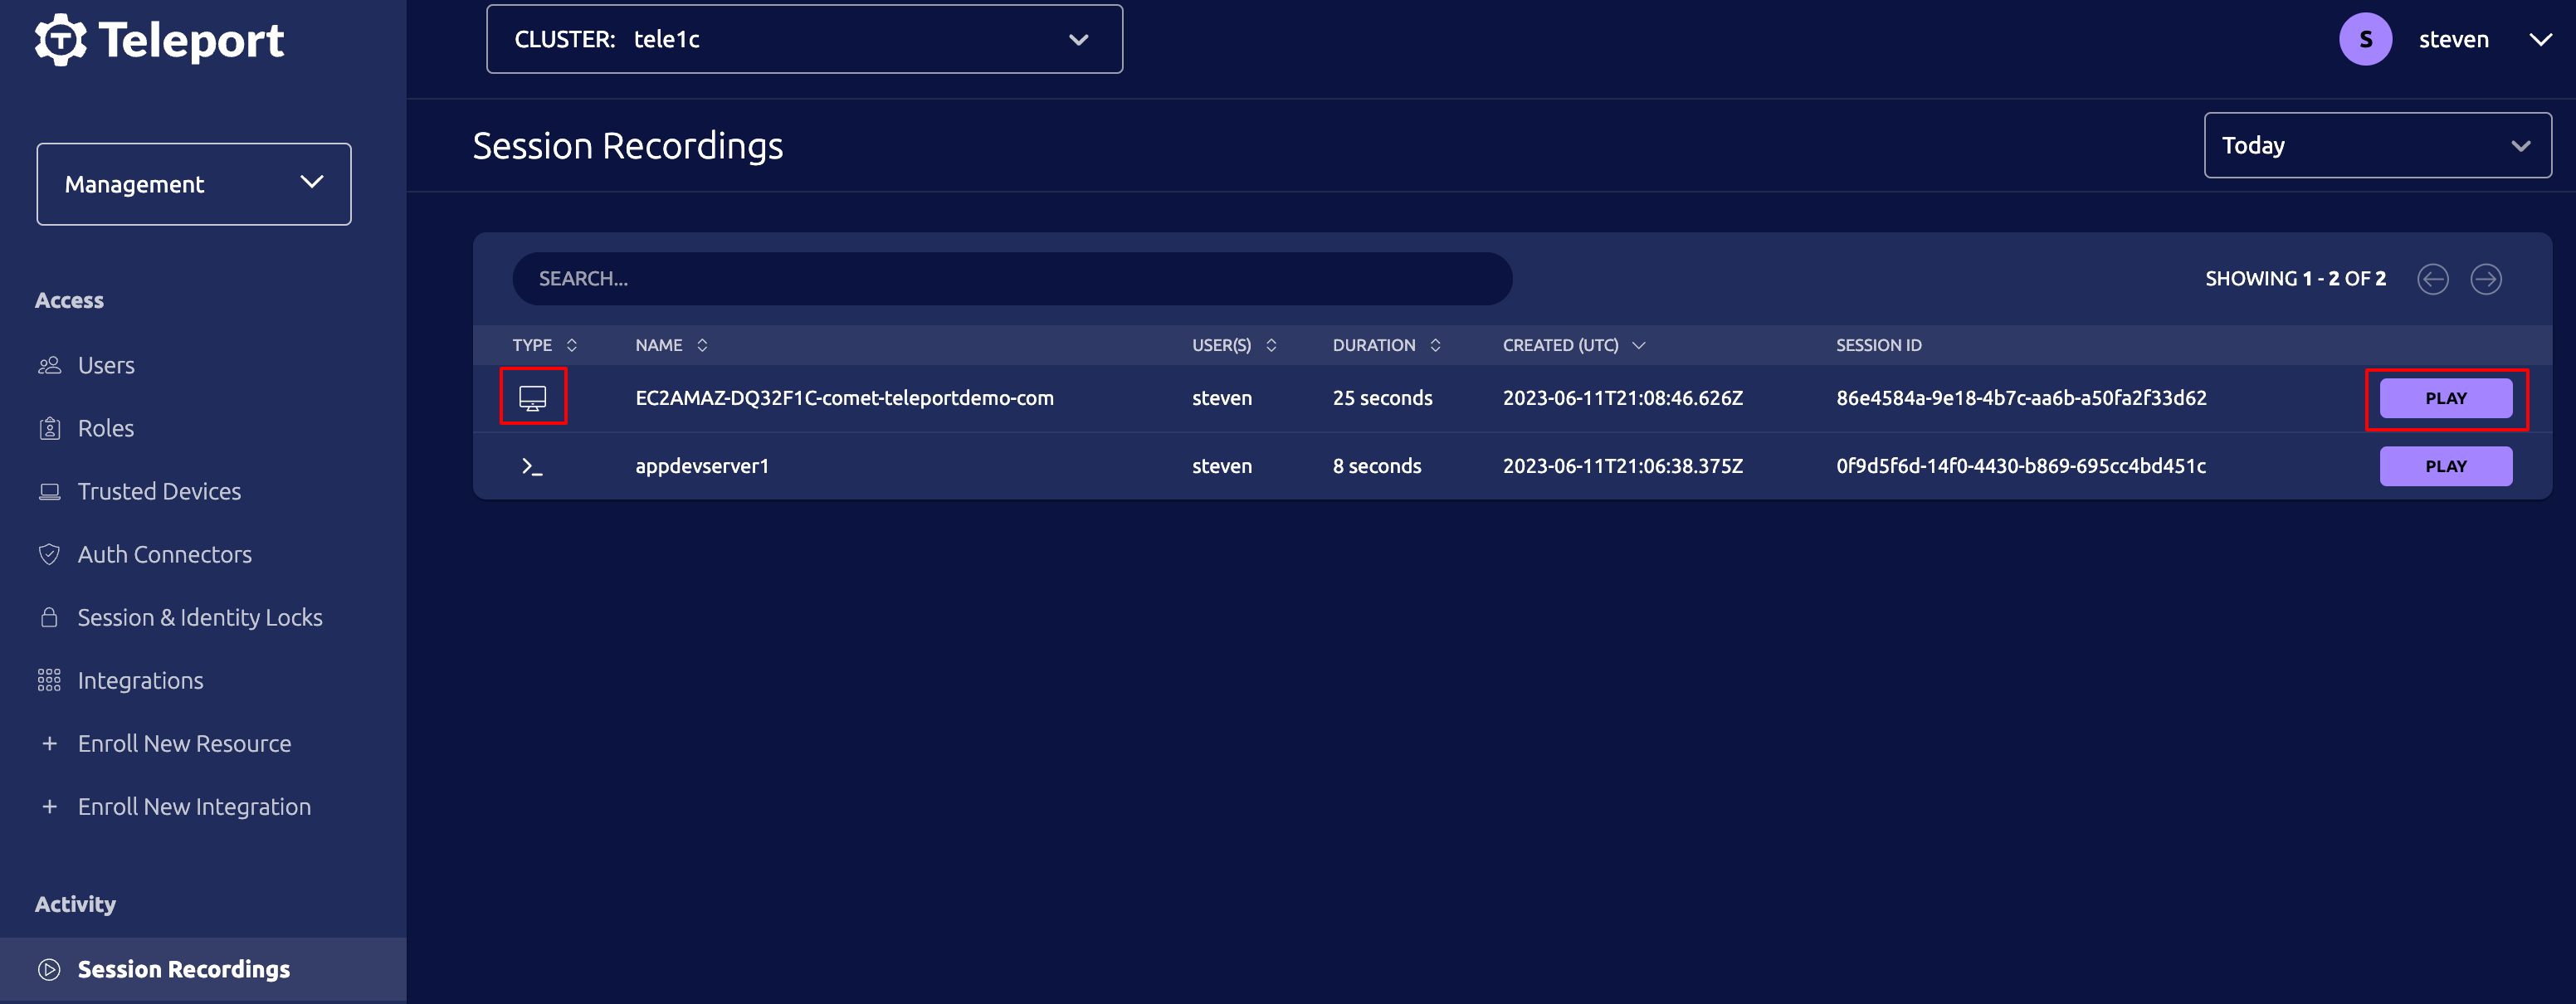 Teleport
CLUSTER: tele1c
S steven
Management
Session Recordings
Today
Access
Users
Roles
Trusted Devices
Auth Connectors
Session & Identity Locks
Integrations
+ Enroll New Resource
+ Enroll New Integration
Activity
Session Recordings
SEARCH...
SHOWING 1 - 2 OF 2
TYPE NAME USER(S) DURATION CREATED (UTC) SESSION ID
EC2AMAZ-DQ32F1C-comet-teleportdemo-com steven 25 seconds 2023-06-11T21:08:46.626Z 86e4584a-9e18-4b7c-aa6b-a50fa2f33d62 PLAY
appdevserver1 steven 8 seconds 2023-06-11T21:06:38.375Z 0f9d5f6d-14f0-4430-b869-695cc4bd451c PLAY